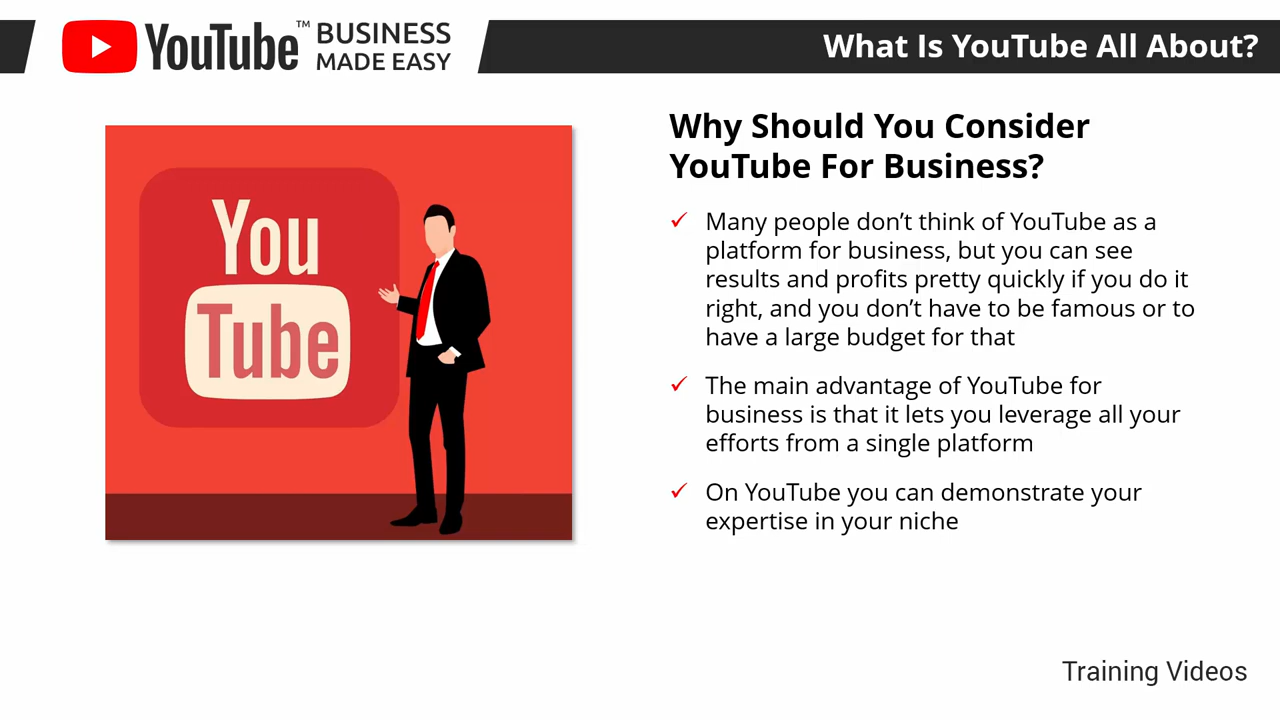 YouTube™ BUSINESS
MADE EASY
What Is YouTube All About?
You
Tube
Why Should You Consider
YouTube For Business?
✓ Many people don’t think of YouTube as a
platform for business, but you can see
results and profits pretty quickly if you do it
right, and you don’t have to be famous or to
have a large budget for that
✓ The main advantage of YouTube for
business is that it lets you leverage all your
efforts from a single platform
✓ On YouTube you can demonstrate your
expertise in your niche
Training Videos